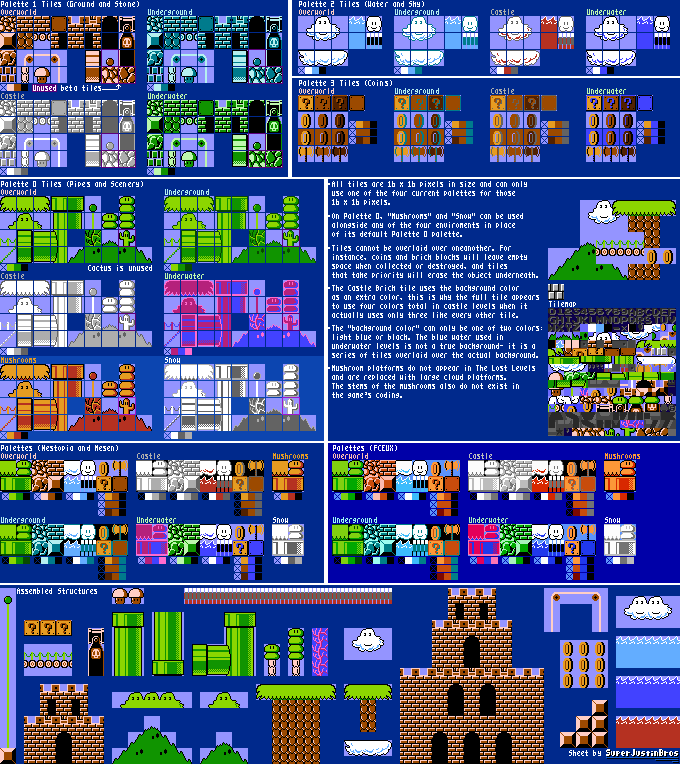 Palette 1 Tiles (Ground and Stone)
Overworld
Underground
Unused beta tiles
Castle
Underwater
Palette 2 Tiles (Water and Sky)
Overworld
Underground
Castle
Underwater
Palette 3 Tiles (Coins)
Overworld
Underground
Castle
Underwater
Palette 0 Tiles (Pipes and Scenery)
Overworld
Underground
Cactus is unused
Castle
Underwater
Mushrooms
Snow
•All tiles are 16 x 16 pixels in size and can only
use one of the four current palettes for those
16 x 16 pixels.
•On Palette 0, "Mushrooms" and "Snow" can be used
alongside any of the four enviroments in place
of its default Palette 0 palette.
•Tiles cannot be overlaid over oneanother. For
instance, coins and brick blocks will leave empty
space when collected or destroyed, and tiles
that take priority will erase the object underneath.
•The Castle Brick tile uses the background color
as an extra color, this is why the full tile appears
to use four colors total in castle levels when it
actually uses only three like every other tile.
•The "background color" can only be one of two colors:
light blue or black. The blue water used in
underwater levels is not a true background- it is a
series of tiles overlaid over the actual background.
•Mushroom platforms do not appear in The Lost Levels
and are replaced with large cloud platforms.
The stems of the mushrooms also do not exist in
the game's coding.
Tilemap
Palettes (Nestopia and Mesen)
Overworld
Castle
Mushrooms
Underground
Underwater
Snow
Palettes (FCEUX)
Overworld
Castle
Mushrooms
Underground
Underwater
Snow
Assembled Structures
Sheet by SuperJustinBros